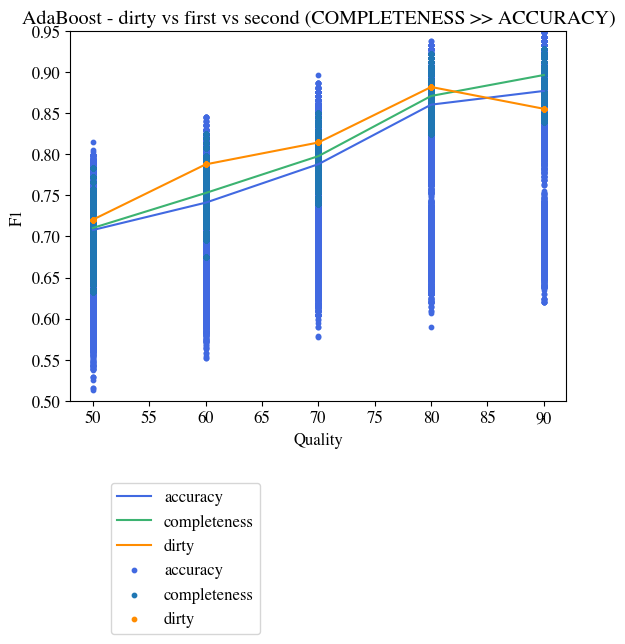 AdaBoost - dirty vs first vs second (COMPLETENESS >> ACCURACY)
0.95
0.90
0.85
0.80
0.75
0.70
0.65
0.60
0.55
0.50
F1
50 55 60 65 70 75 80 85 90
Quality
accuracy
completeness
dirty
accuracy
completeness
dirty